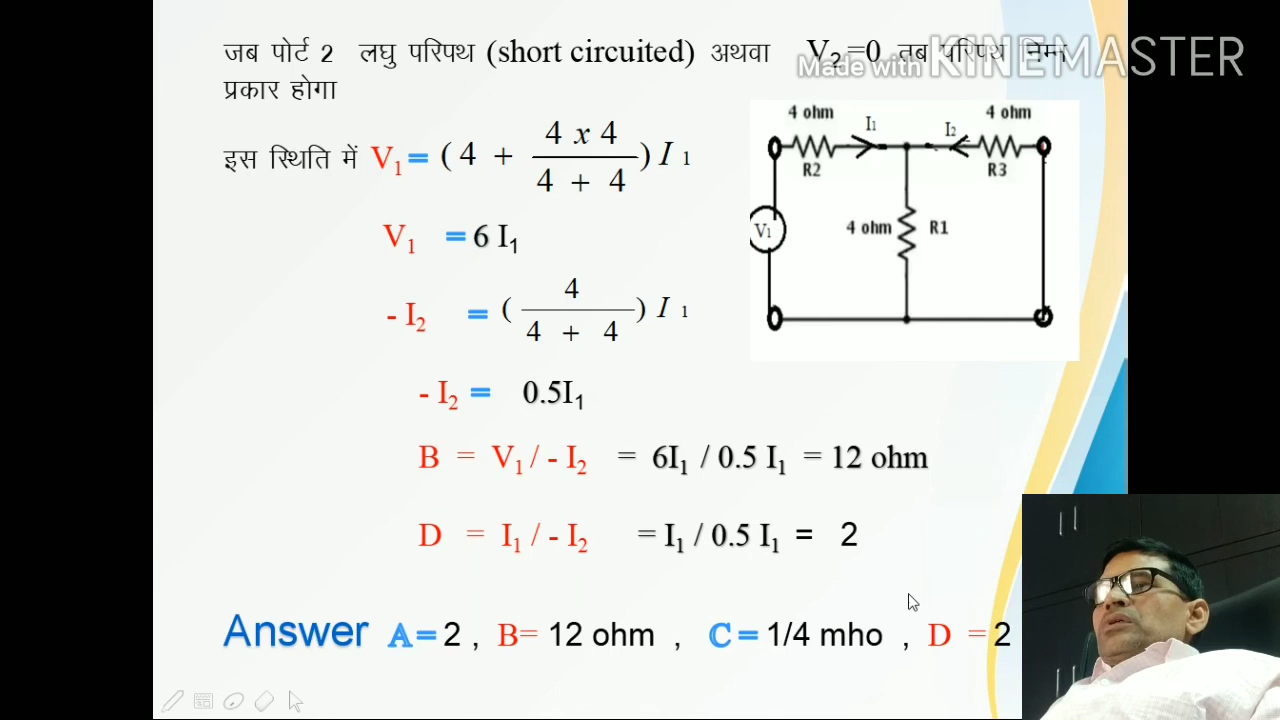 जब पोर्ट 2 लघु परिपथ (short circuited) अथवा V₂=0 तब परिपथ निम्न
प्रकार होगा
Made with KINEMASTER
इस स्थिति में V₁ = ( 4 + (4 x 4) / (4 + 4) ) I ₁
V₁ = 6 I₁
- I₂ = ( 4 / (4 + 4) ) I ₁
- I₂ = 0.5I₁
B = V₁ / - I₂ = 6I₁ / 0.5 I₁ = 12 ohm
D = I₁ / - I₂ = I₁ / 0.5 I₁ = 2
Answer A= 2 , B= 12 ohm , C = 1/4 mho , D = 2
4 ohm I₁ I₂ 4 ohm
R2 R3
V₁ 4 ohm R1